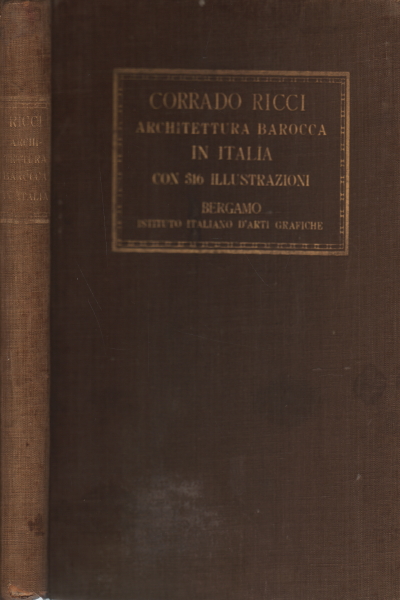 CORRADO RICCI
ARCHITETTURA BAROCCA
IN ITALIA
CON 316 ILLUSTRAZIONI
BERGAMO
ISTITUTO ITALIANO D'ARTI GRAFICHE
RICCI
ARCHI-
TETTURA
BAROCCA
ITALIA